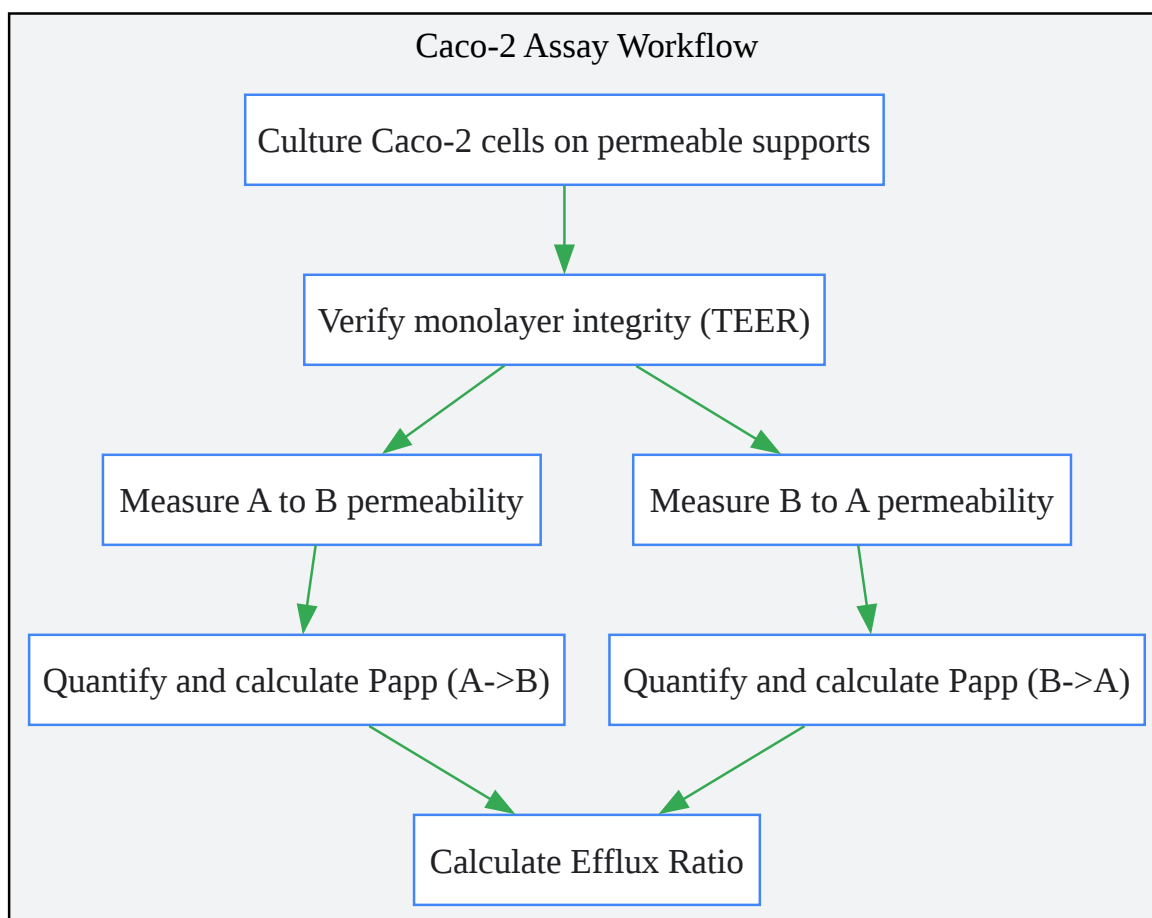 Caco-2 Assay Workflow
Culture Caco-2 cells on permeable supports
Verify monolayer integrity (TEER)
Measure A to B permeability
Measure B to A permeability
Quantify and calculate Papp (A->B)
Quantify and calculate Papp (B->A)
Calculate Efflux Ratio